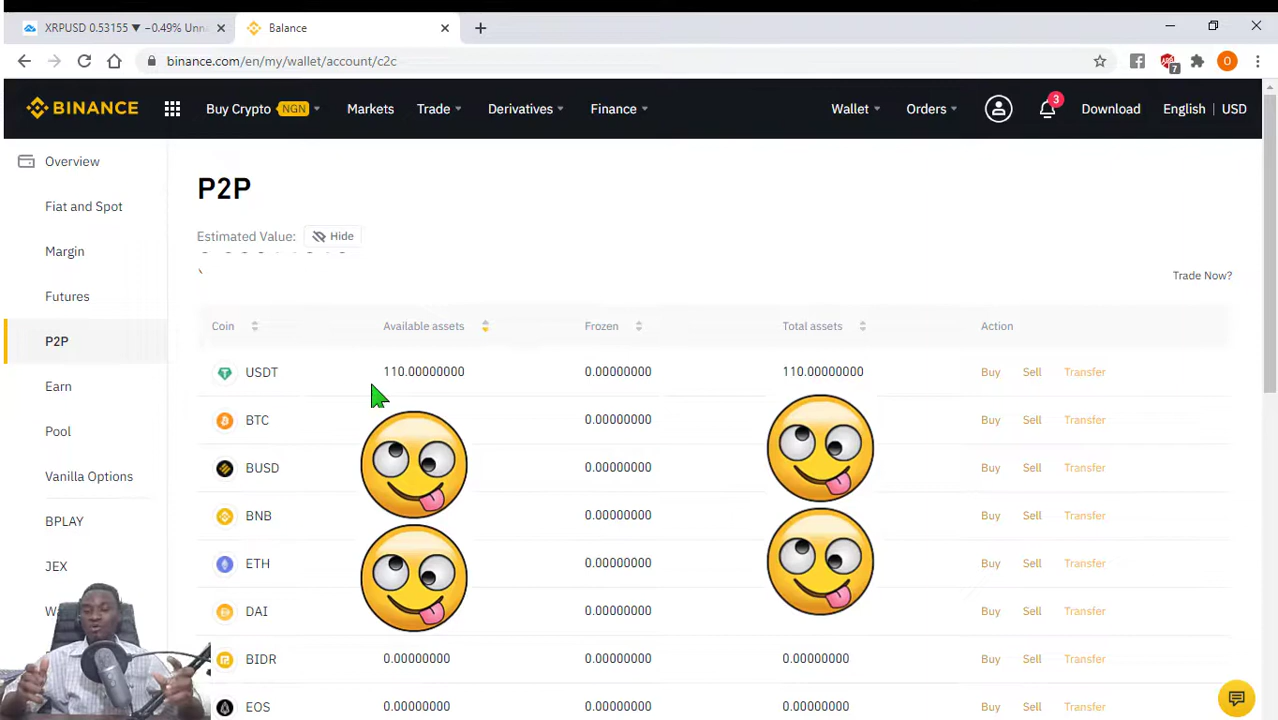 XRPUSD 0.53155 ▼ −0.49% Unna
Balance
binance.com/en/my/wallet/account/c2c
7
O
BINANCE
Buy Crypto NGN Markets Trade Derivatives Finance Wallet Orders 3 Download English | USD
Overview
Fiat and Spot
Margin
Futures
P2P
Earn
Pool
Vanilla Options
BPLAY
JEX
P2P
Estimated Value: Hide
Trade Now?
Coin Available assets Frozen Total assets Action
USDT 110.00000000 0.00000000 110.00000000 Buy Sell Transfer
BTC 0.00000000 Buy Sell Transfer
BUSD 0.00000000 Buy Sell Transfer
BNB 0.00000000 Buy Sell Transfer
ETH 0.00000000 Buy Sell Transfer
DAI 0.00000000 Buy Sell Transfer
BIDR 0.00000000 0.00000000 0.00000000 Buy Sell Transfer
EOS 0.00000000 0.00000000 0.00000000 Buy Sell Transfer